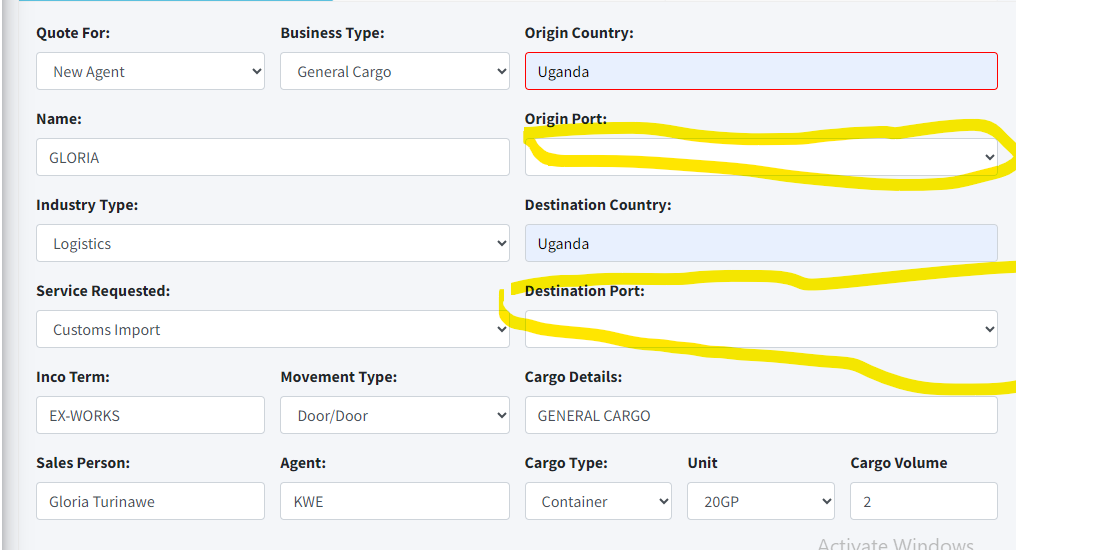 Quote For: Business Type: Origin Country:
New Agent General Cargo Uganda
Name: Origin Port:
GLORIA
Industry Type: Destination Country:
Logistics Uganda
Service Requested: Destination Port:
Customs Import
Inco Term: Movement Type: Cargo Details:
EX-WORKS Door/Door GENERAL CARGO
Sales Person: Agent: Cargo Type: Unit Cargo Volume
Gloria Turinawe KWE Container 20GP 2
Activate Windows